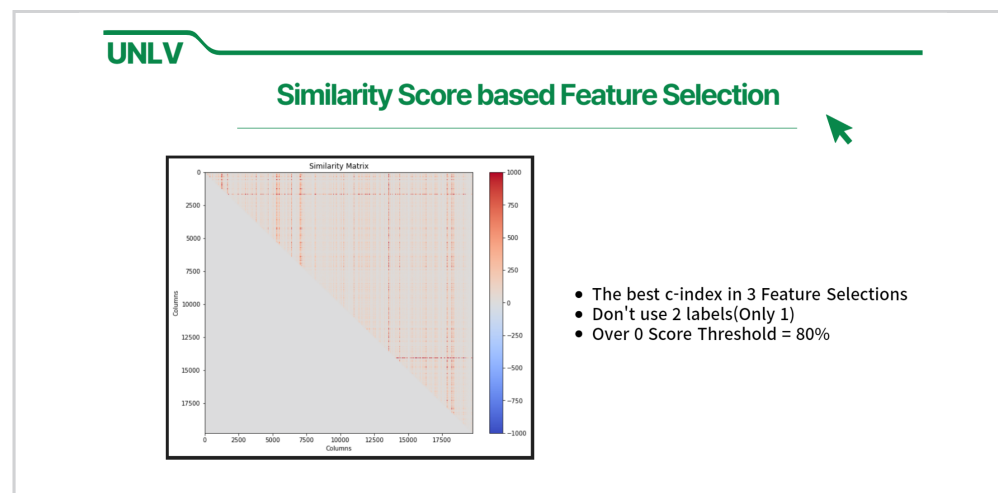 UNLV
Similarity Score based Feature Selection
Similarity Matrix
0
2500
5000
7500
10000
12500
15000
17500
Columns
0 2500 5000 7500 10000 12500 15000 17500
Columns
1000
750
500
250
0
−250
−500
−750
−1000
• The best c-index in 3 Feature Selections
• Don't use 2 labels(Only 1)
• Over 0 Score Threshold = 80%